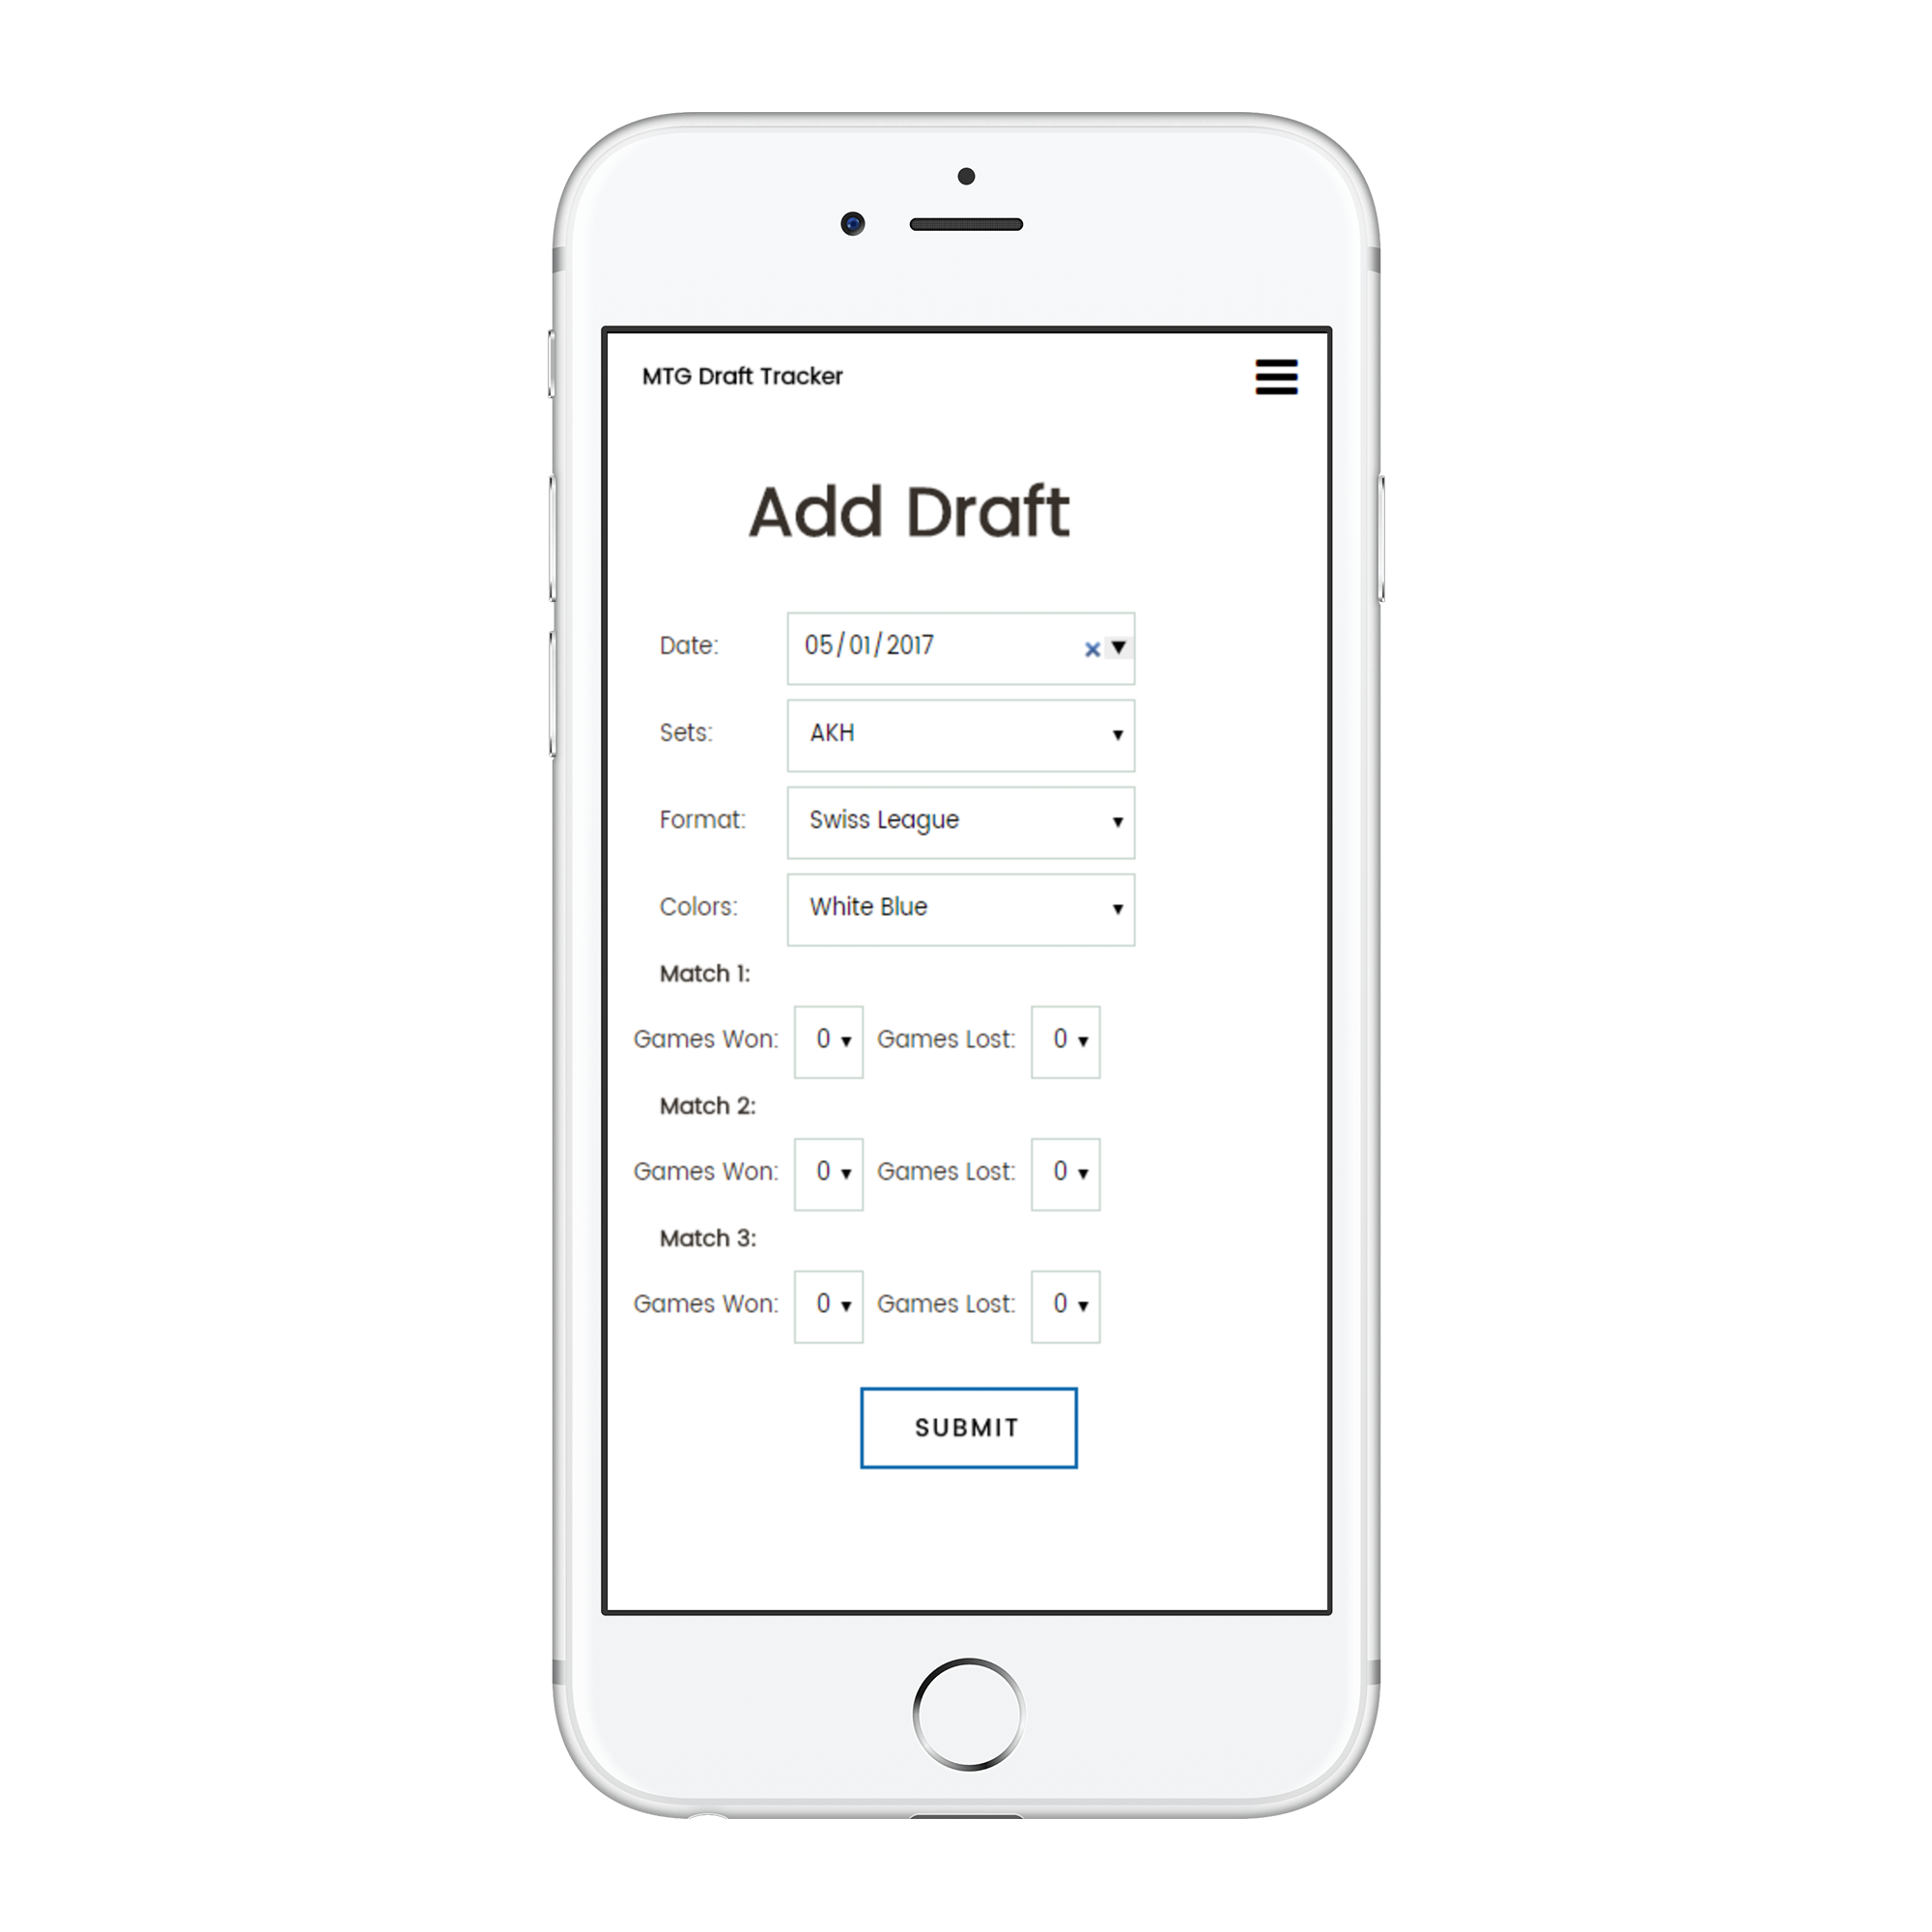 MTG Draft Tracker
Add Draft
Date: 05/01/2017
Sets: AKH
Format: Swiss League
Colors: White Blue
Match 1:
Games Won: 0 Games Lost: 0
Match 2:
Games Won: 0 Games Lost: 0
Match 3:
Games Won: 0 Games Lost: 0
SUBMIT